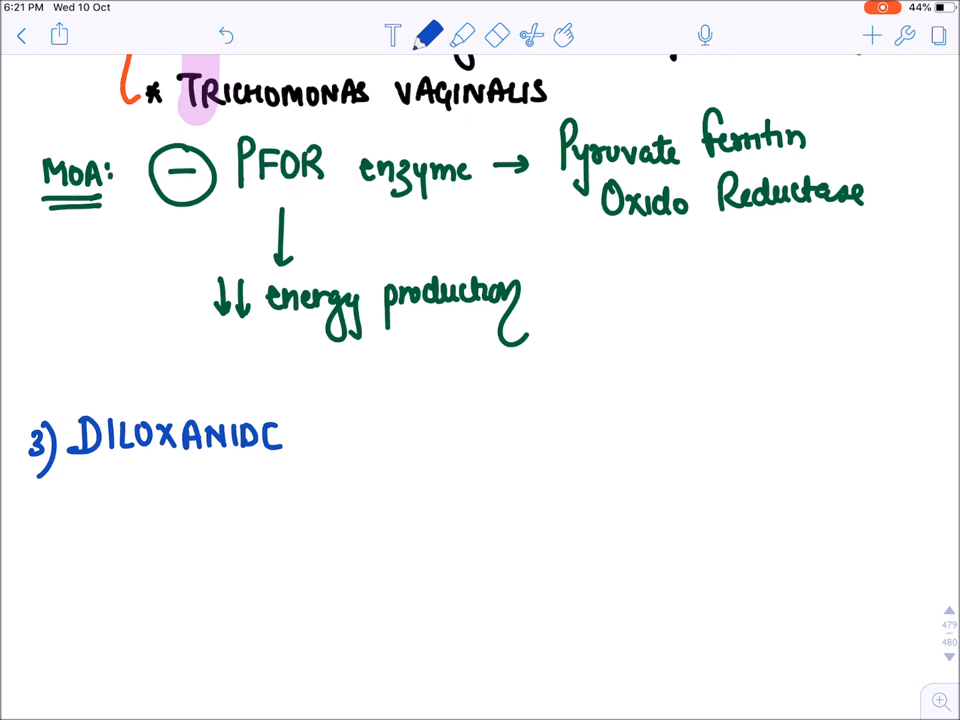 6:21 PM Wed 10 Oct 44%
T
* TRICHOMONAS VAGINALIS
MOA: − PFOR enzyme → Pyruvate Ferritin
Oxido Reductase
↓
↓↓ energy production
3) DILOXANIDE
479
480